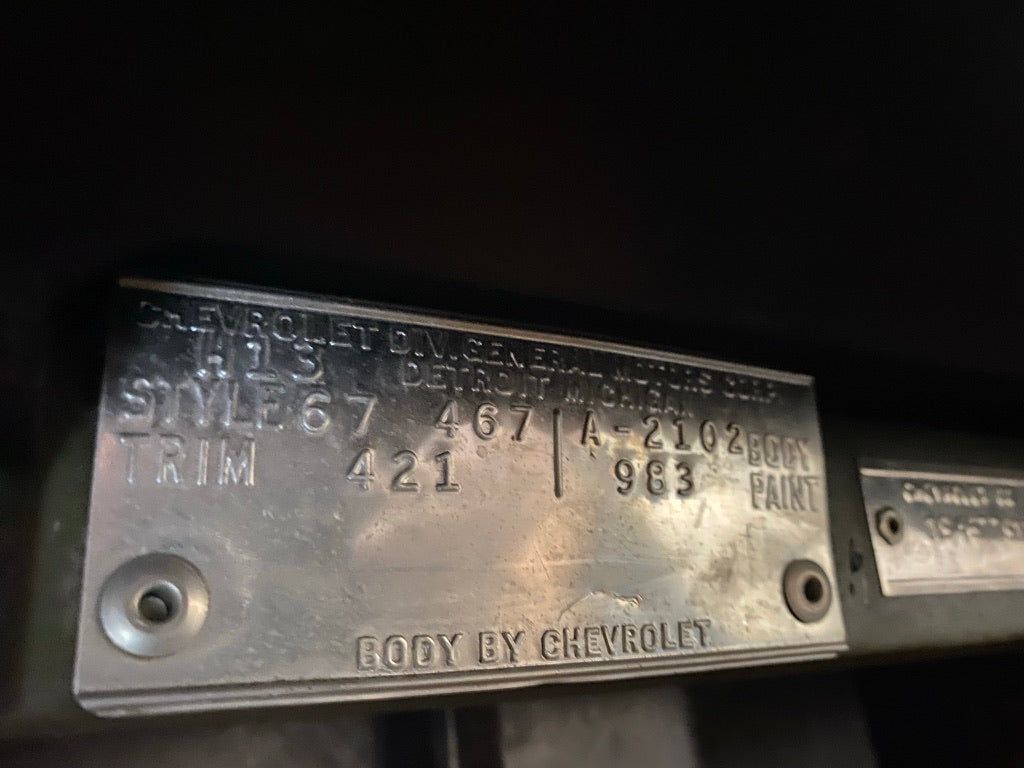 CHEVROLET DIV. GENERAL MOTORS CORP.
H13 DETROIT, MICHIGAN
STYLE 67 467 A-2102 BODY
TRIM 421 983 PAINT
BODY BY CHEVROLET